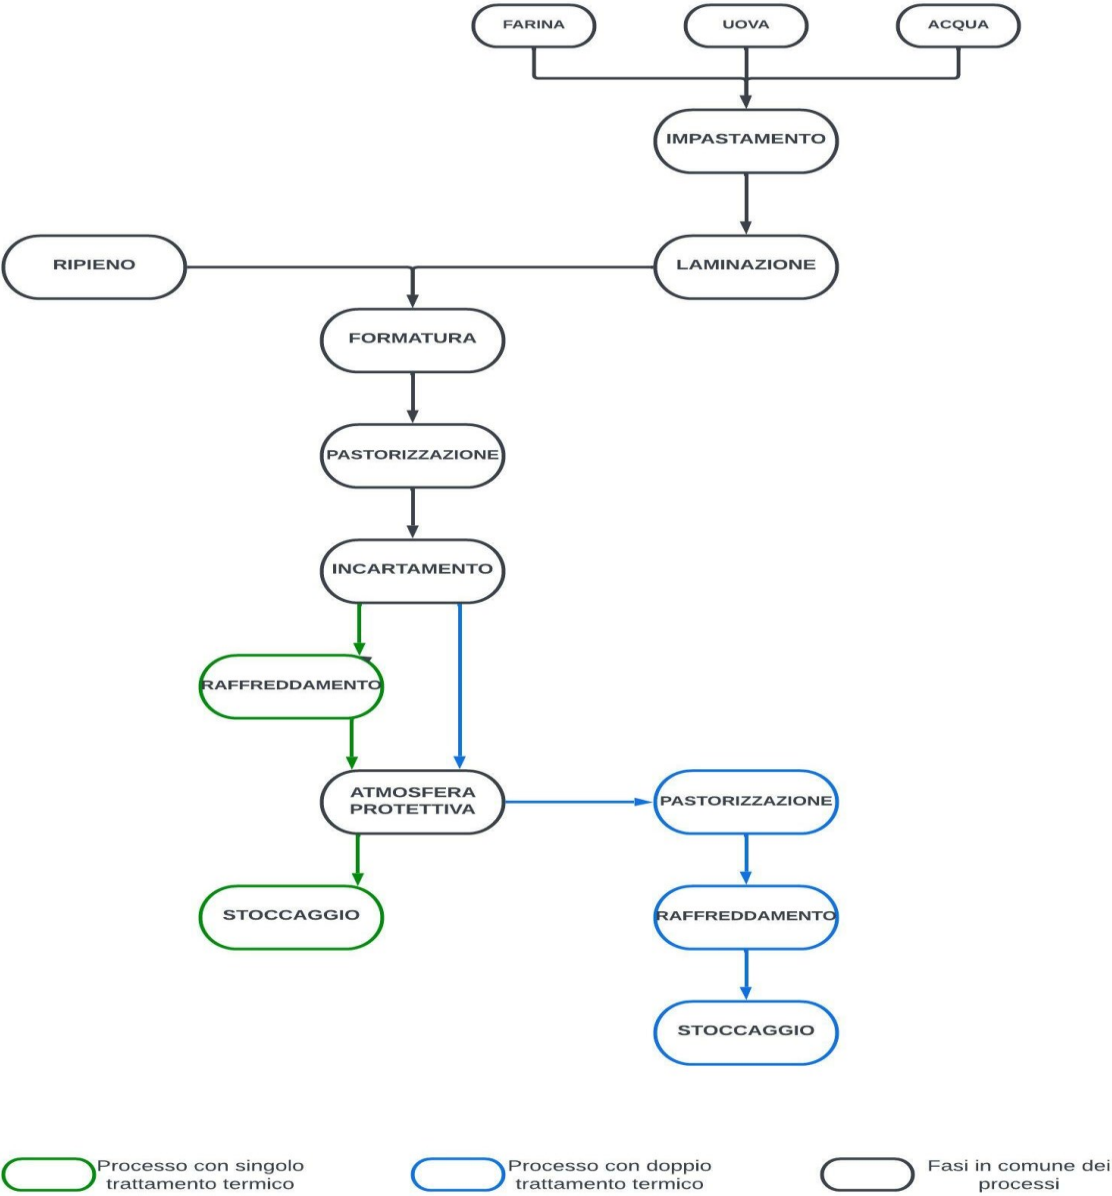 FARINA
UOVA
ACQUA
IMPASTAMENTO
RIPIENO
LAMINAZIONE
FORMATURA
PASTORIZZAZIONE
INCARTAMENTO
RAFFREDDAMENTO
ATMOSFERA
PROTETTIVA
PASTORIZZAZIONE
STOCCAGGIO
RAFFREDDAMENTO
STOCCAGGIO
Processo con singolo
trattamento termico
Processo con doppio
trattamento termico
Fasi in comune dei
processi